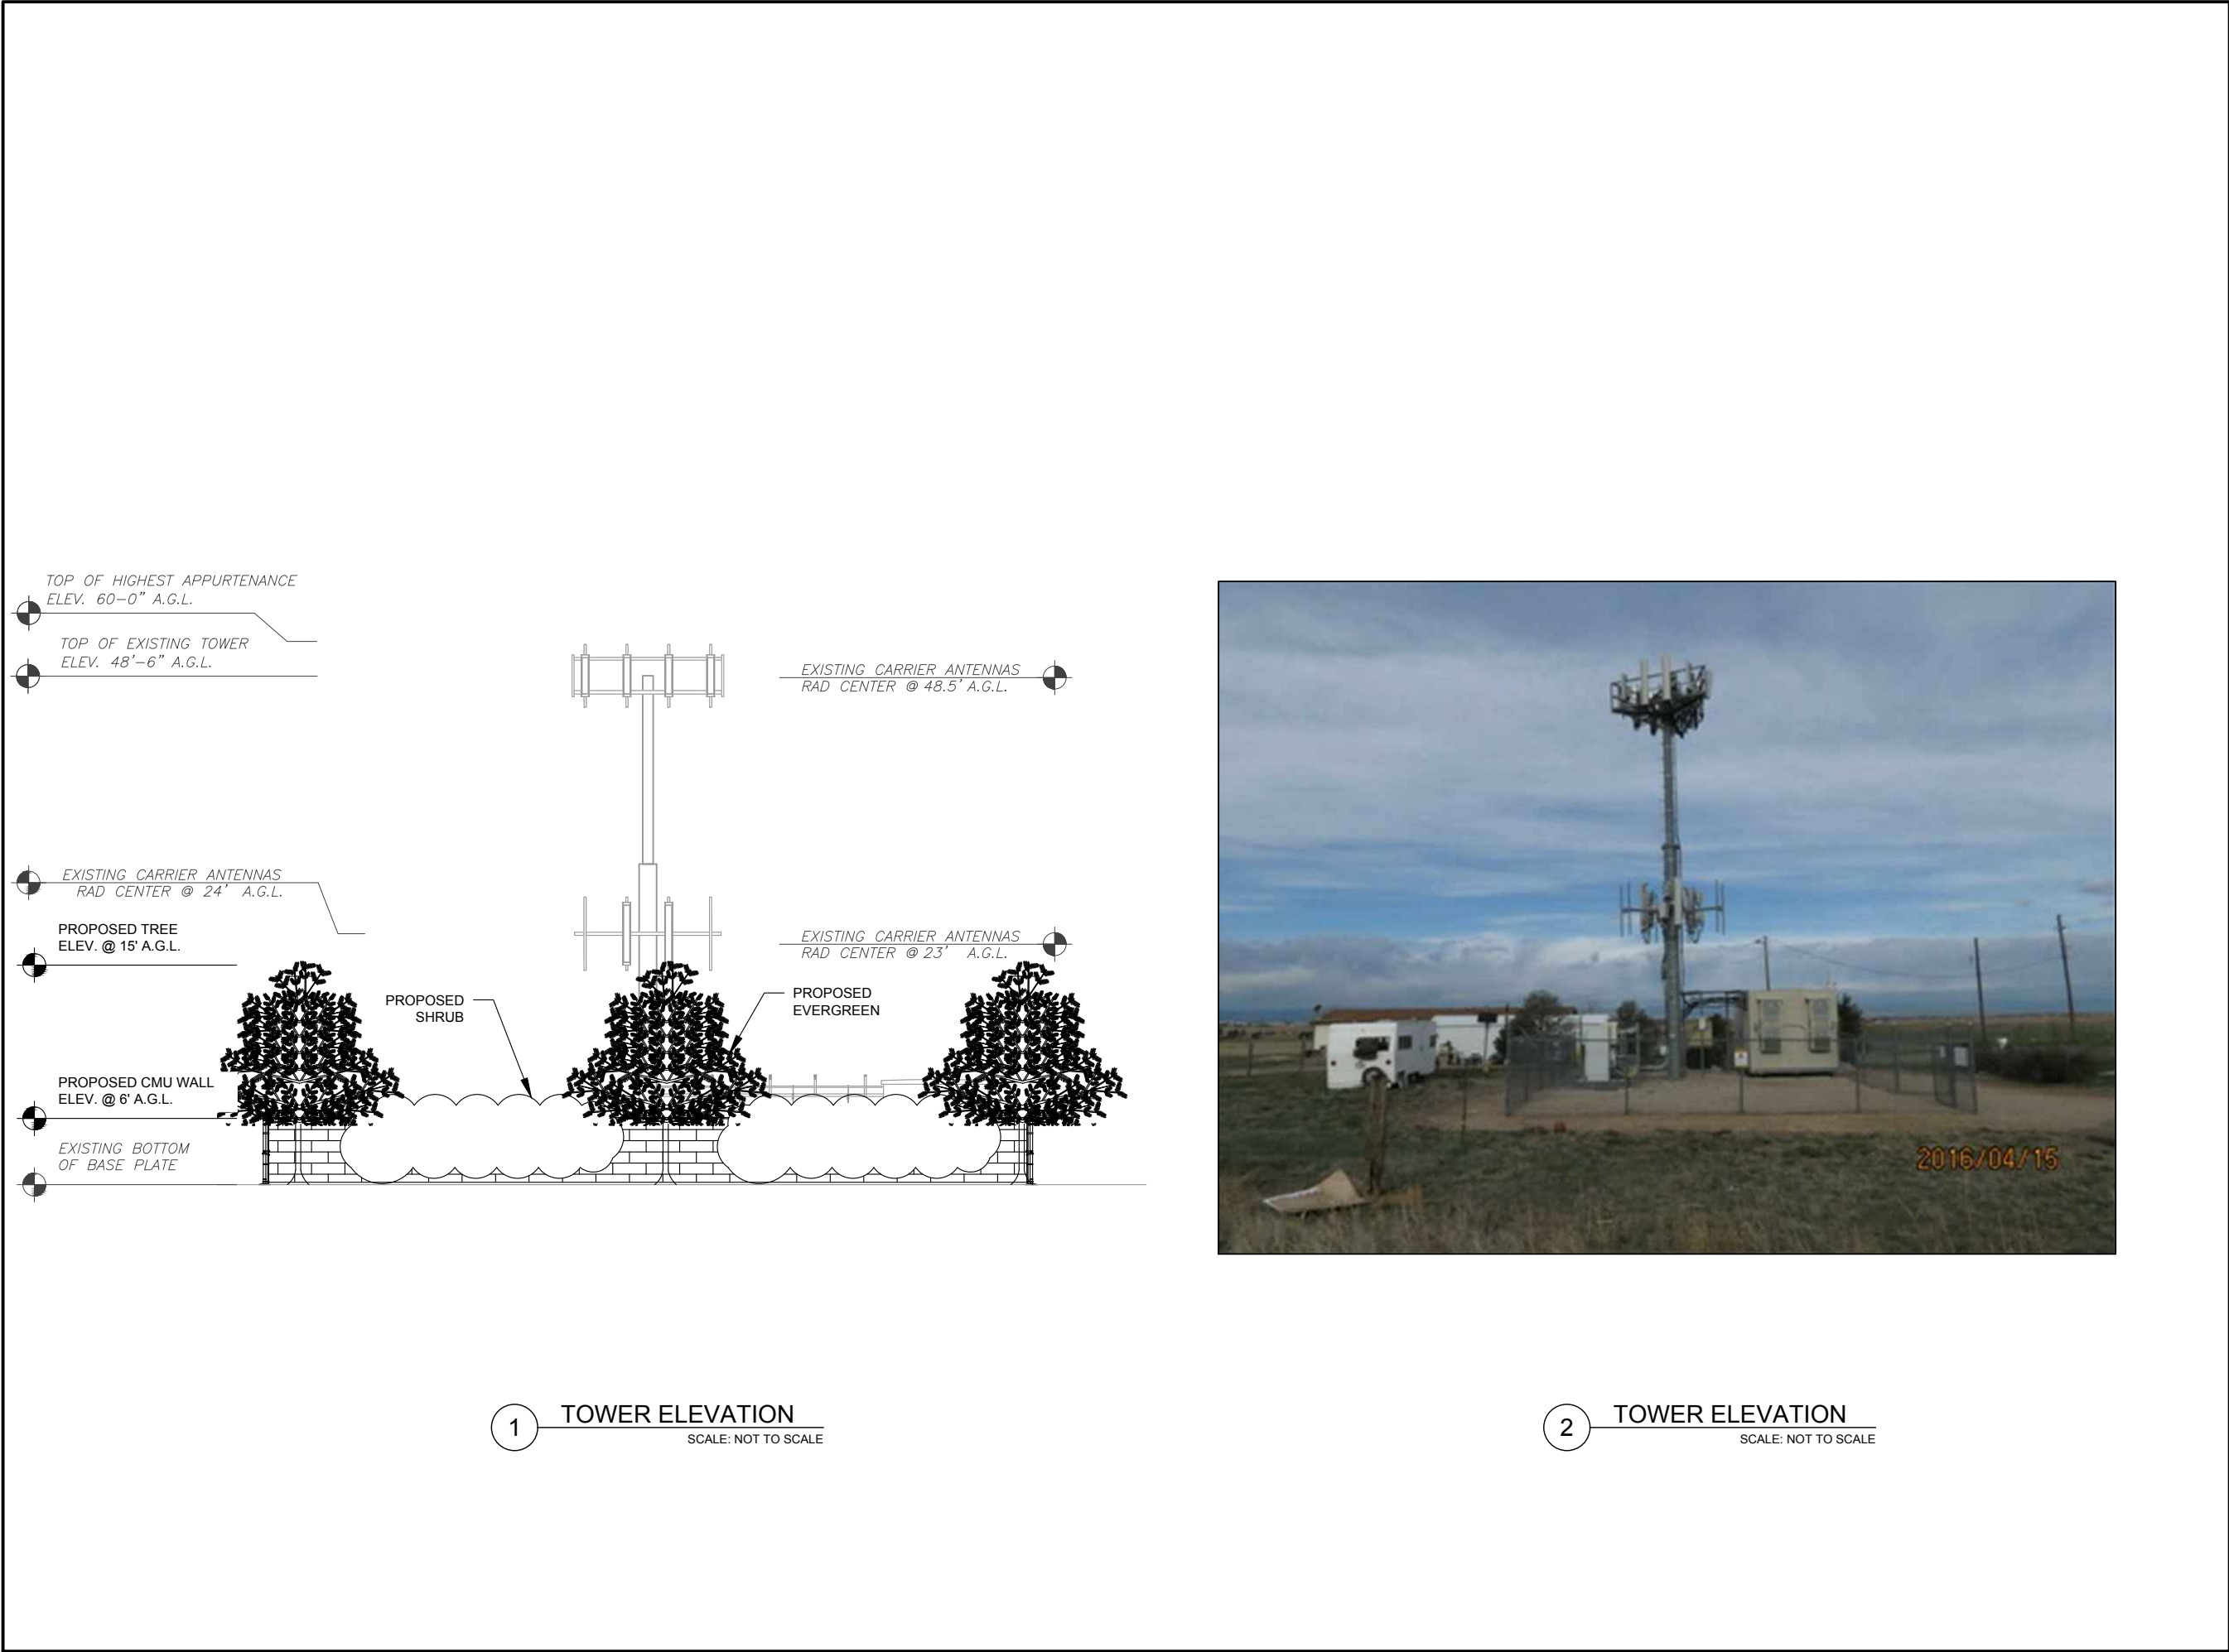 TOP OF HIGHEST APPURTENANCE
ELEV. 60-0" A.G.L.
TOP OF EXISTING TOWER
ELEV. 48'-6" A.G.L.
EXISTING CARRIER ANTENNAS
RAD CENTER @ 48.5' A.G.L.
EXISTING CARRIER ANTENNAS
RAD CENTER @ 24' A.G.L.
PROPOSED TREE
ELEV. @ 15' A.G.L.
EXISTING CARRIER ANTENNAS
RAD CENTER @ 23' A.G.L.
PROPOSED
SHRUB
PROPOSED
EVERGREEN
PROPOSED CMU WALL
ELEV. @ 6' A.G.L.
EXISTING BOTTOM
OF BASE PLATE
2016/04/15
1
TOWER ELEVATION
SCALE: NOT TO SCALE
2
TOWER ELEVATION
SCALE: NOT TO SCALE